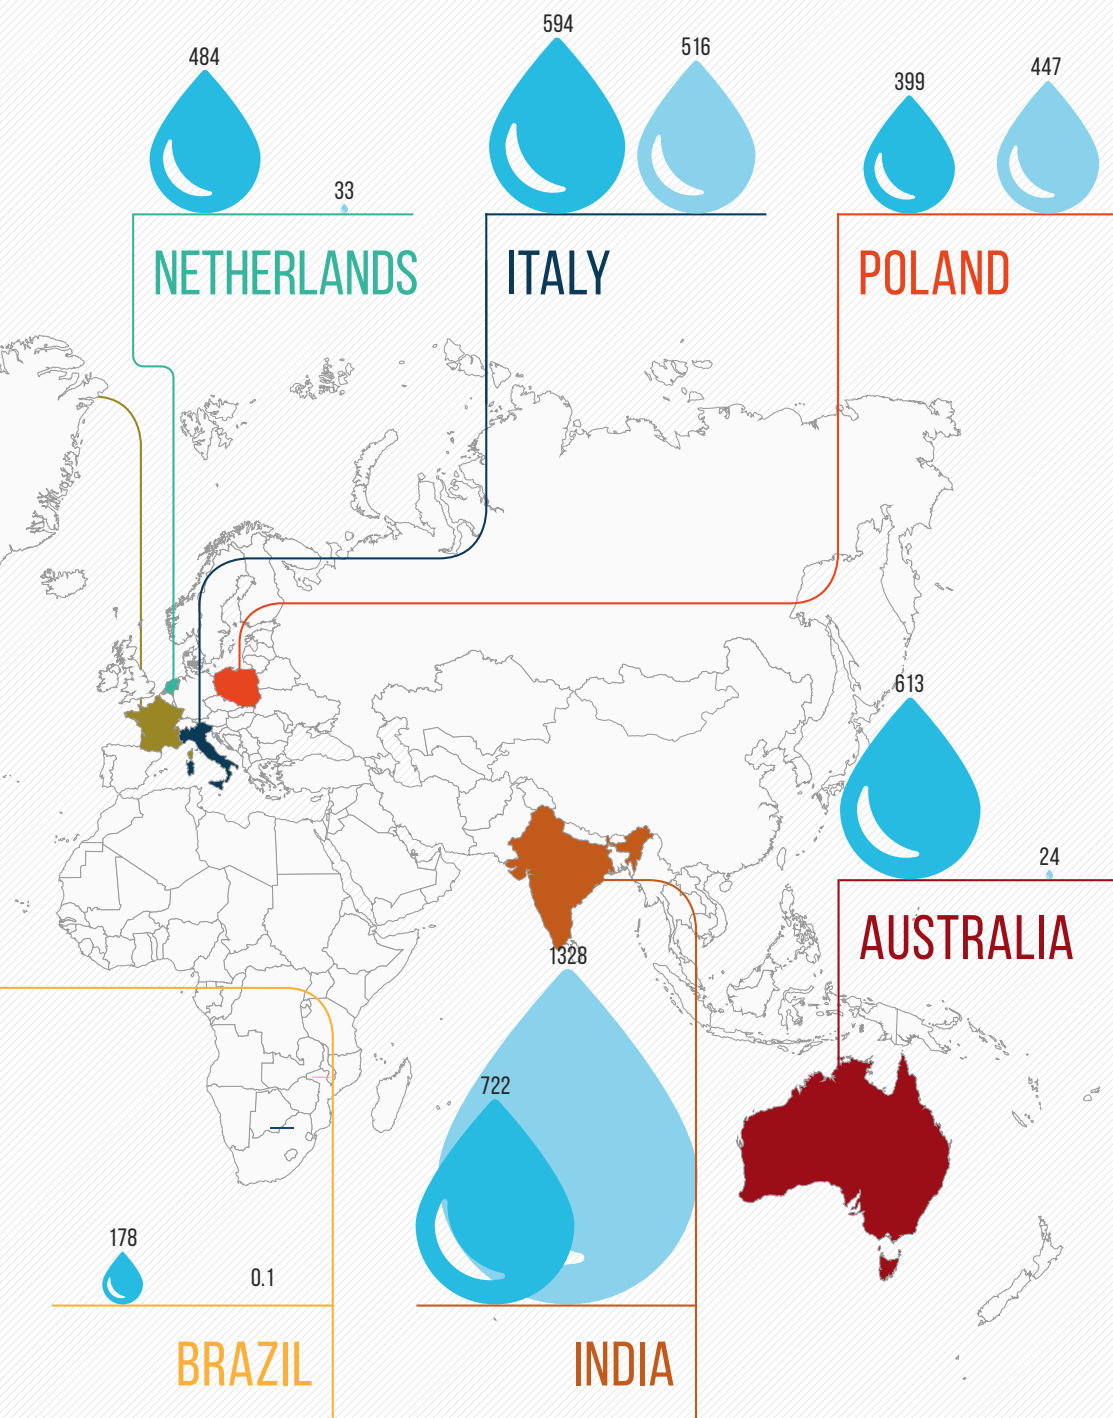 484
33
NETHERLANDS
594
516
ITALY
399
447
POLAND
613
24
AUSTRALIA
1328
722
INDIA
178
0.1
BRAZIL